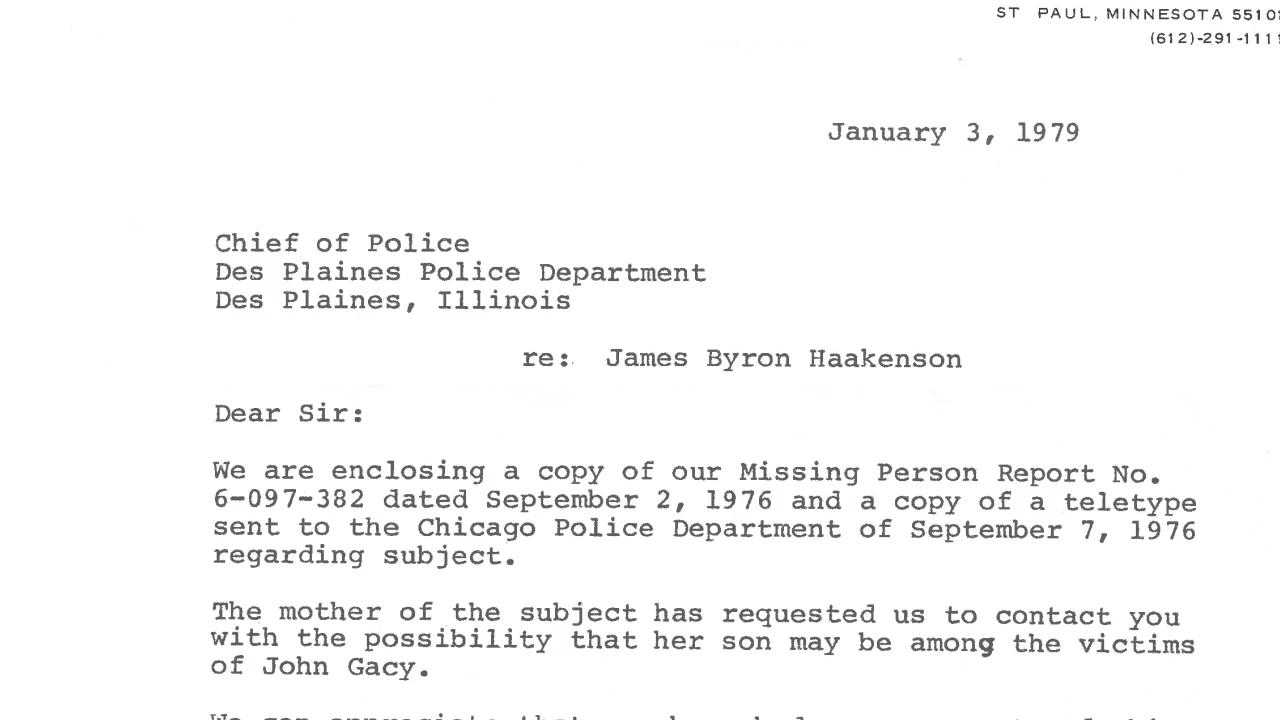 ST PAUL, MINNESOTA 55101
(612)-291-1111
January 3, 1979
Chief of Police
Des Plaines Police Department
Des Plaines, Illinois
re: James Byron Haakenson
Dear Sir:
We are enclosing a copy of our Missing Person Report No.
6-097-382 dated September 2, 1976 and a copy of a teletype
sent to the Chicago Police Department of September 7, 1976
regarding subject.
The mother of the subject has requested us to contact you
with the possibility that her son may be among the victims
of John Gacy.